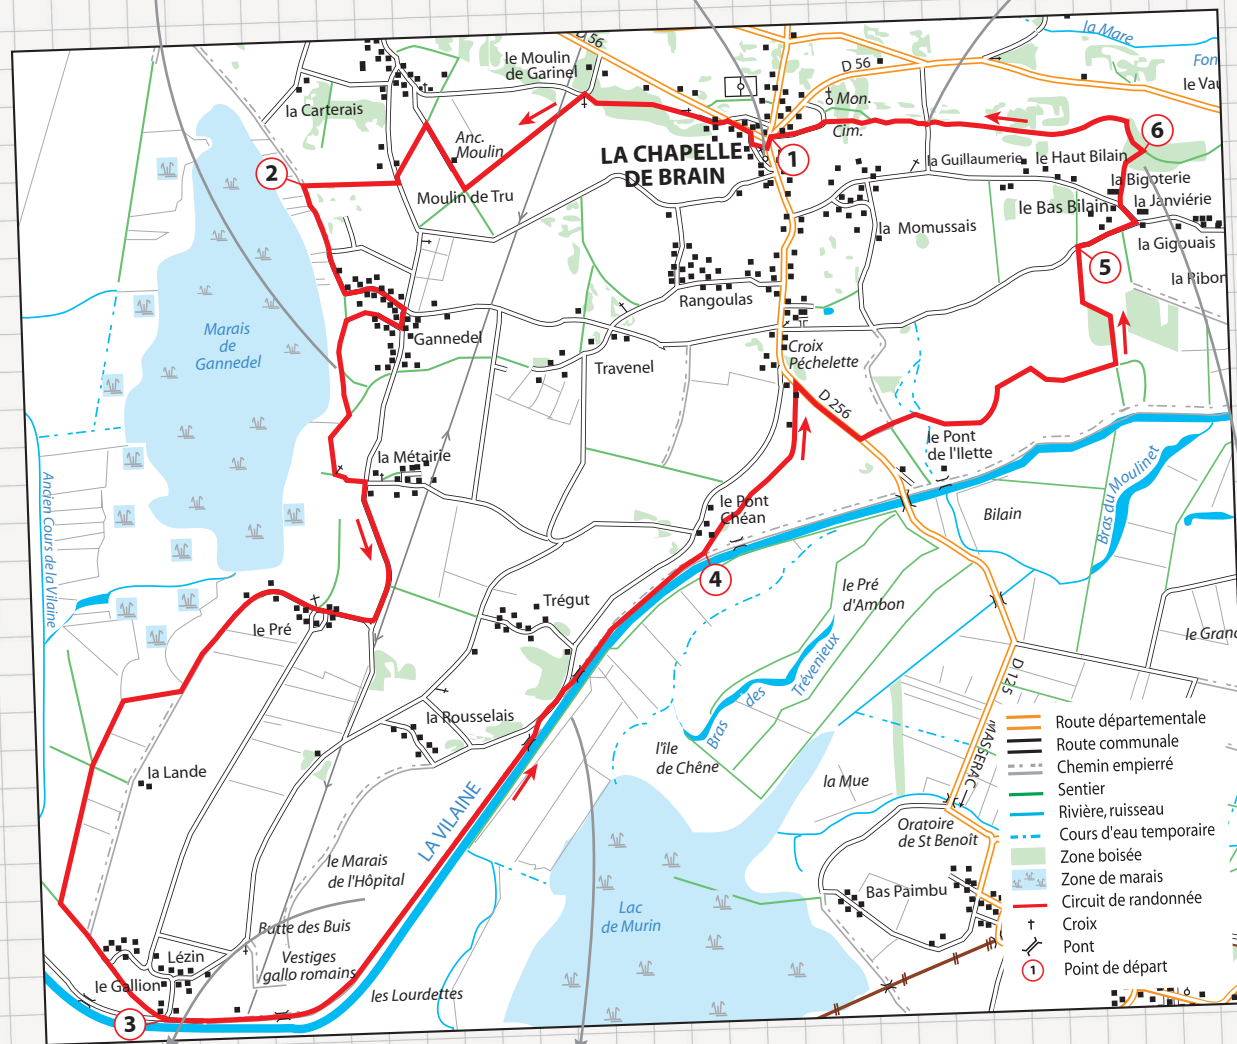 la Mare
D 56
le Moulin
de Garinel
D 56
Fon
le Vau
la Carterais
Mon.
Anc.
Moulin
Cim.
6
LA CHAPELLE
DE BRAIN
1
2
la Guillaumerie
le Haut Bilain
la Bigoterie
Moulin de Tru
le Bas Bilain
la Janviérie
la Momussais
la Gigouais
5
la Ribon
Rangoulas
Marais
de
Gannedel
Gannedel
Croix
Péchelette
Travenel
D 256
le Pont
de l'Ilette
la Métairie
Bras du Moulinet
Ancien Cours de la Vilaine
le Pont
Chéan
Bilain
4
le Pré
d'Ambon
Trégut
le Pré
le Gran
Bras des Trévenieux
D 125
la Rousselais
MASSERAC
l'île
de Chêne
la Lande
la Mue
LA VILAINE
Oratoire
de St Benoît
le Marais
de l'Hôpital
Bas Paimbu
Lac
de Murin
Butte des Buis
Lézin
Vestiges
gallo romains
le Gallion
les Lourdettes
3
Route départementale
Route communale
Chemin empierré
Sentier
Rivière, ruisseau
Cours d'eau temporaire
Zone boisée
Zone de marais
Circuit de randonnée
Croix
Pont
1 Point de départ